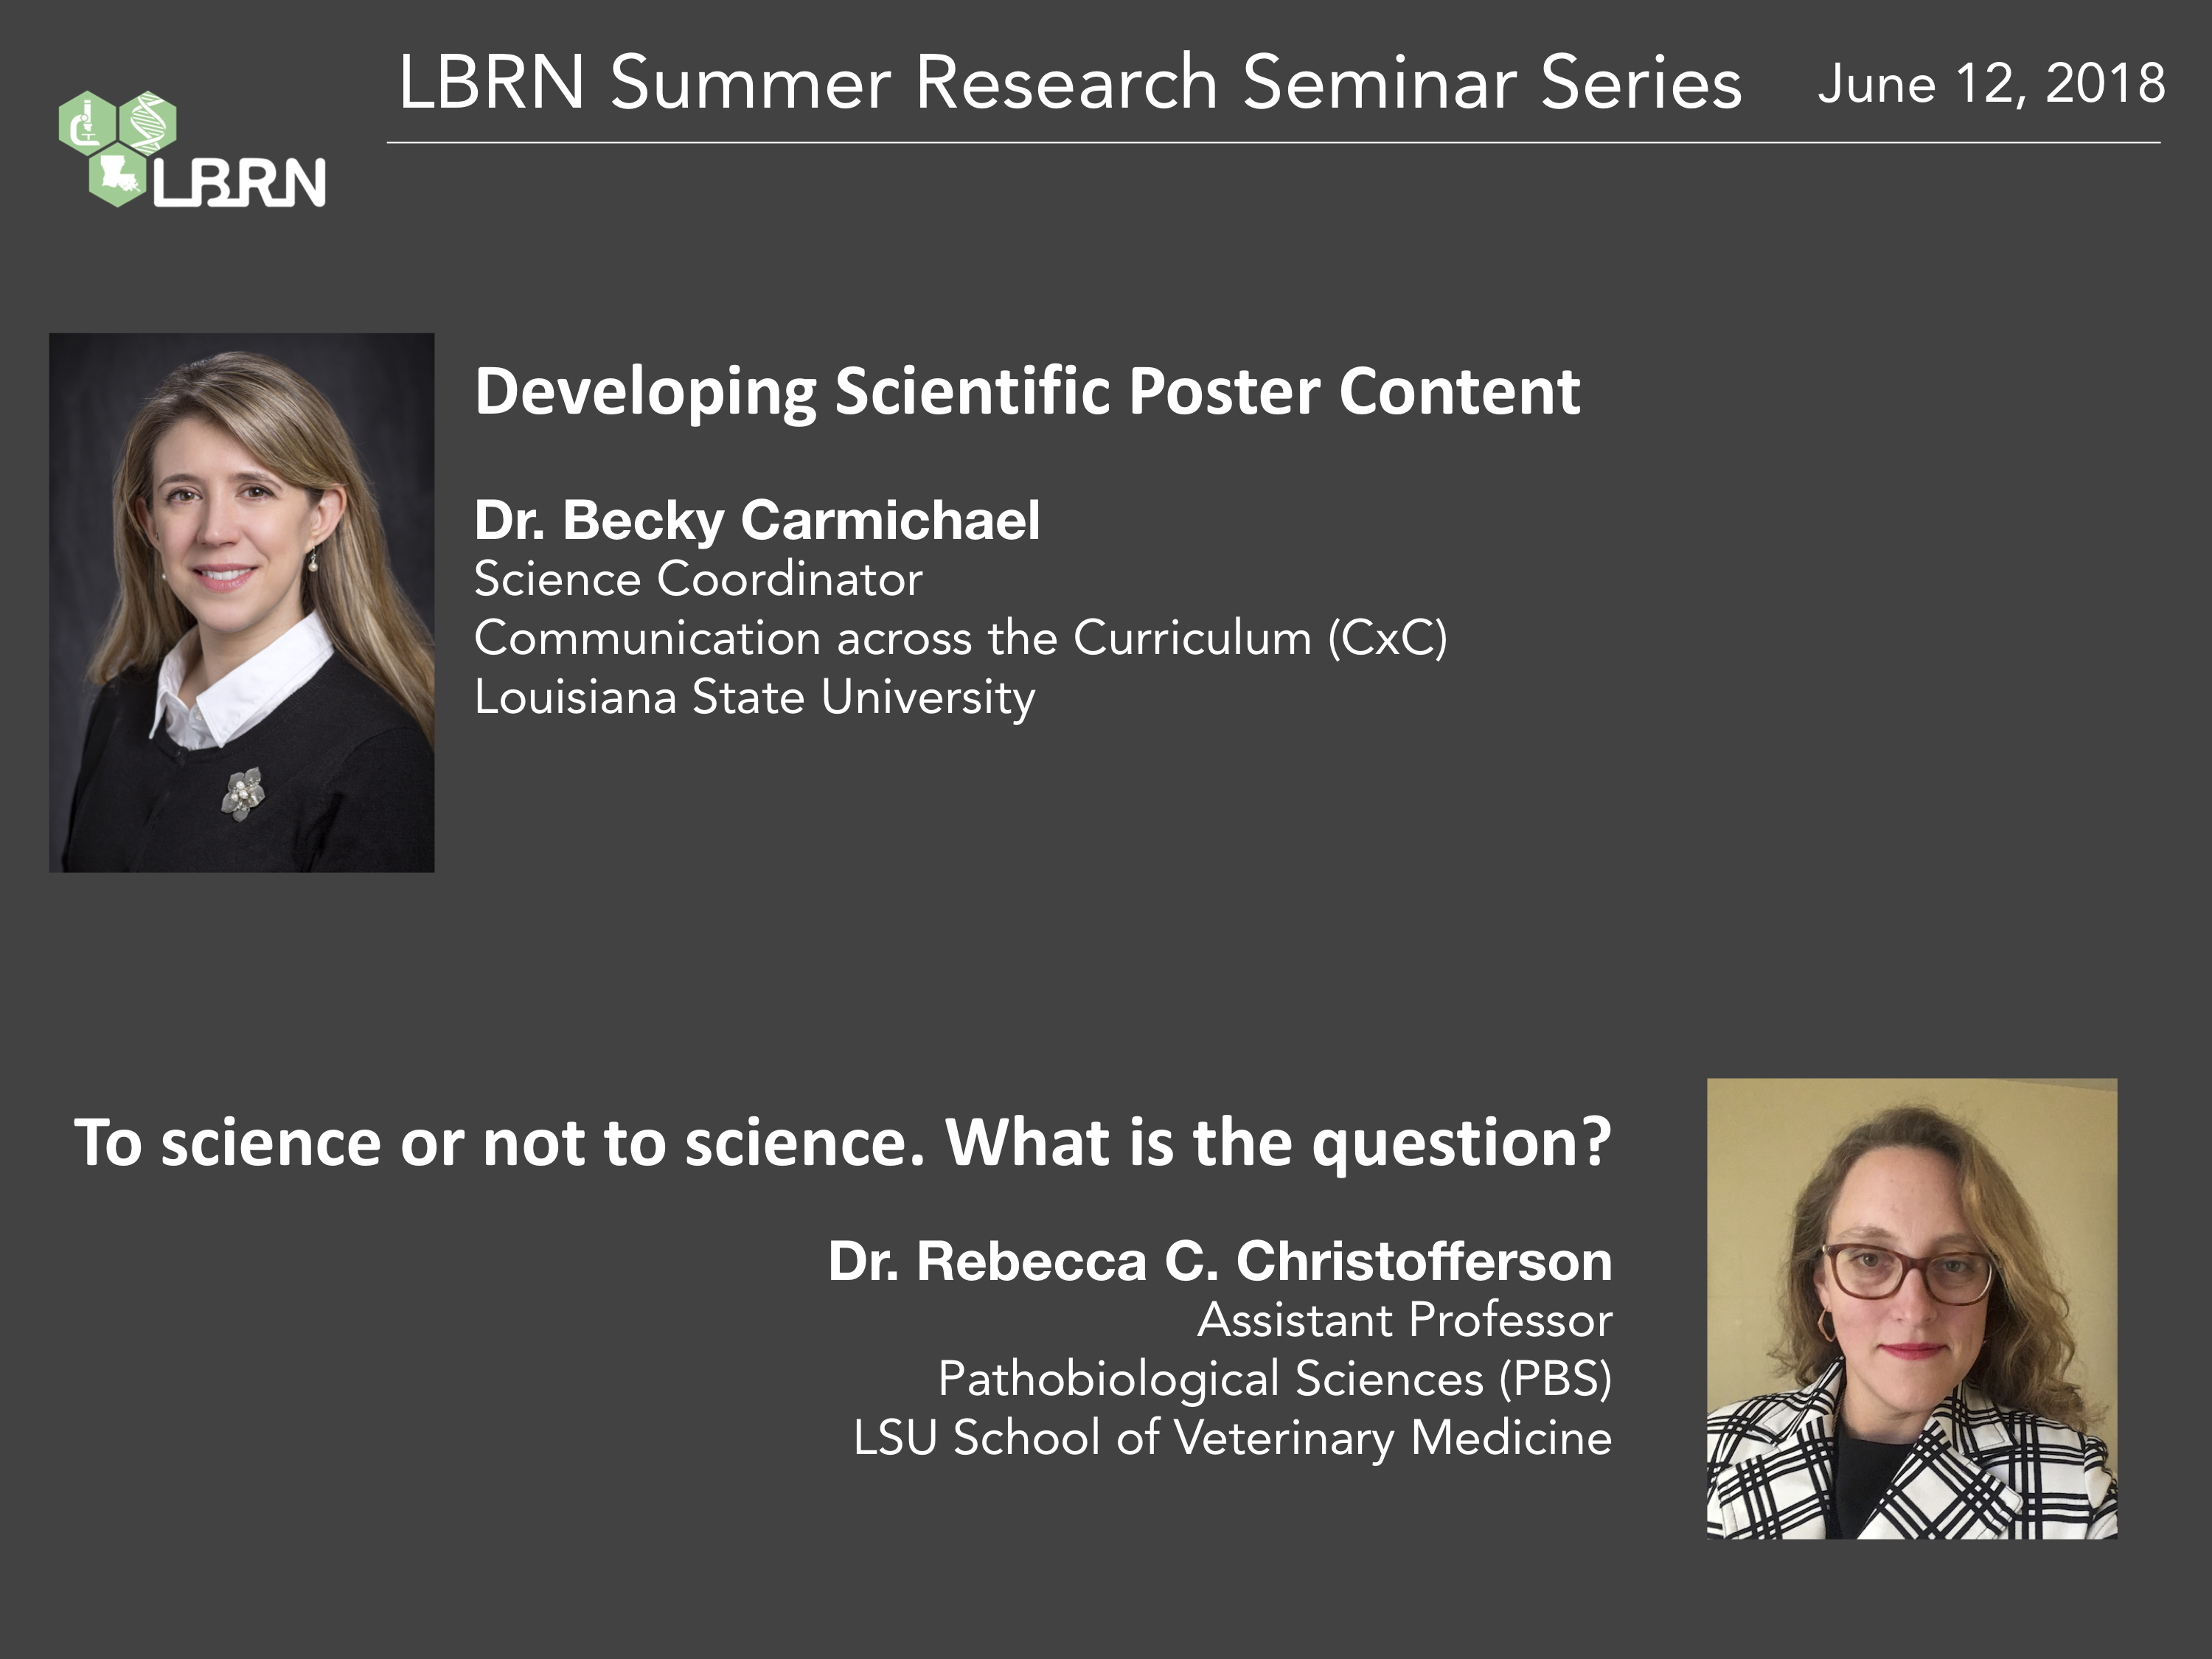 LBRN Summer Research Seminar Series June 12, 2018
LBRN
Developing Scientific Poster Content
Dr. Becky Carmichael
Science Coordinator
Communication across the Curriculum (CxC)
Louisiana State University
To science or not to science. What is the question?
Dr. Rebecca C. Christofferson
Assistant Professor
Pathobiological Sciences (PBS)
LSU School of Veterinary Medicine